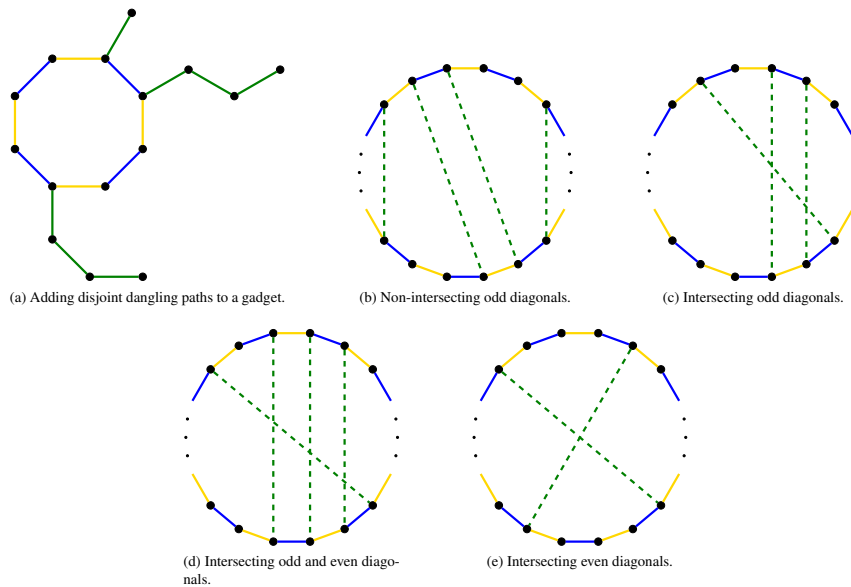 (a) Adding disjoint dangling paths to a gadget.
(b) Non-intersecting odd diagonals.
(c) Intersecting odd diagonals.
(d) Intersecting odd and even diago-
nals.
(e) Intersecting even diagonals.